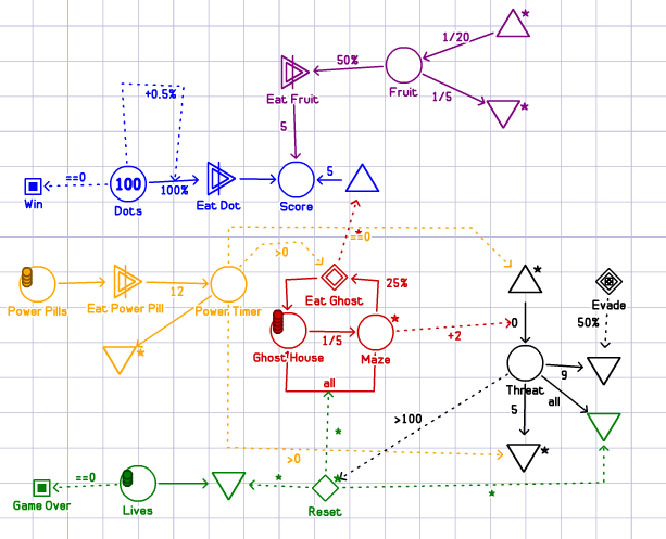 1/20
50%
Eat Fruit
Fruit
1/5
+0.5%
5
==0
100
100%
5
Win
Dots
Eat Dot
Score
*
==0
>0
Power Pills
Eat Power Pill
12
Power Timer
25%
Eat Ghost
Evade
50%
0
Ghost House
1/5
Maze
+2
all
Threat
9
5
all
>100
>0
==0
Game Over
Lives
Reset